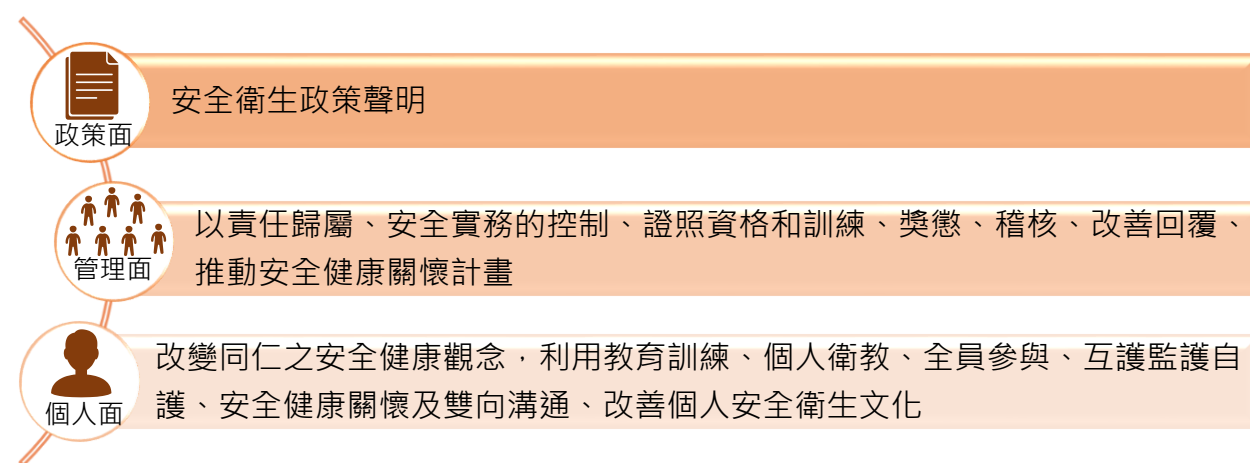 政策面
安全衛生政策聲明
管理面
以責任歸屬、安全實務的控制、證照資格和訓練、獎懲、稽核、改善回覆、
推動安全健康關懷計畫
個人面
改變同仁之安全健康觀念，利用教育訓練、個人衛教、全員參與、互護監護自
護、安全健康關懷及雙向溝通、改善個人安全衛生文化